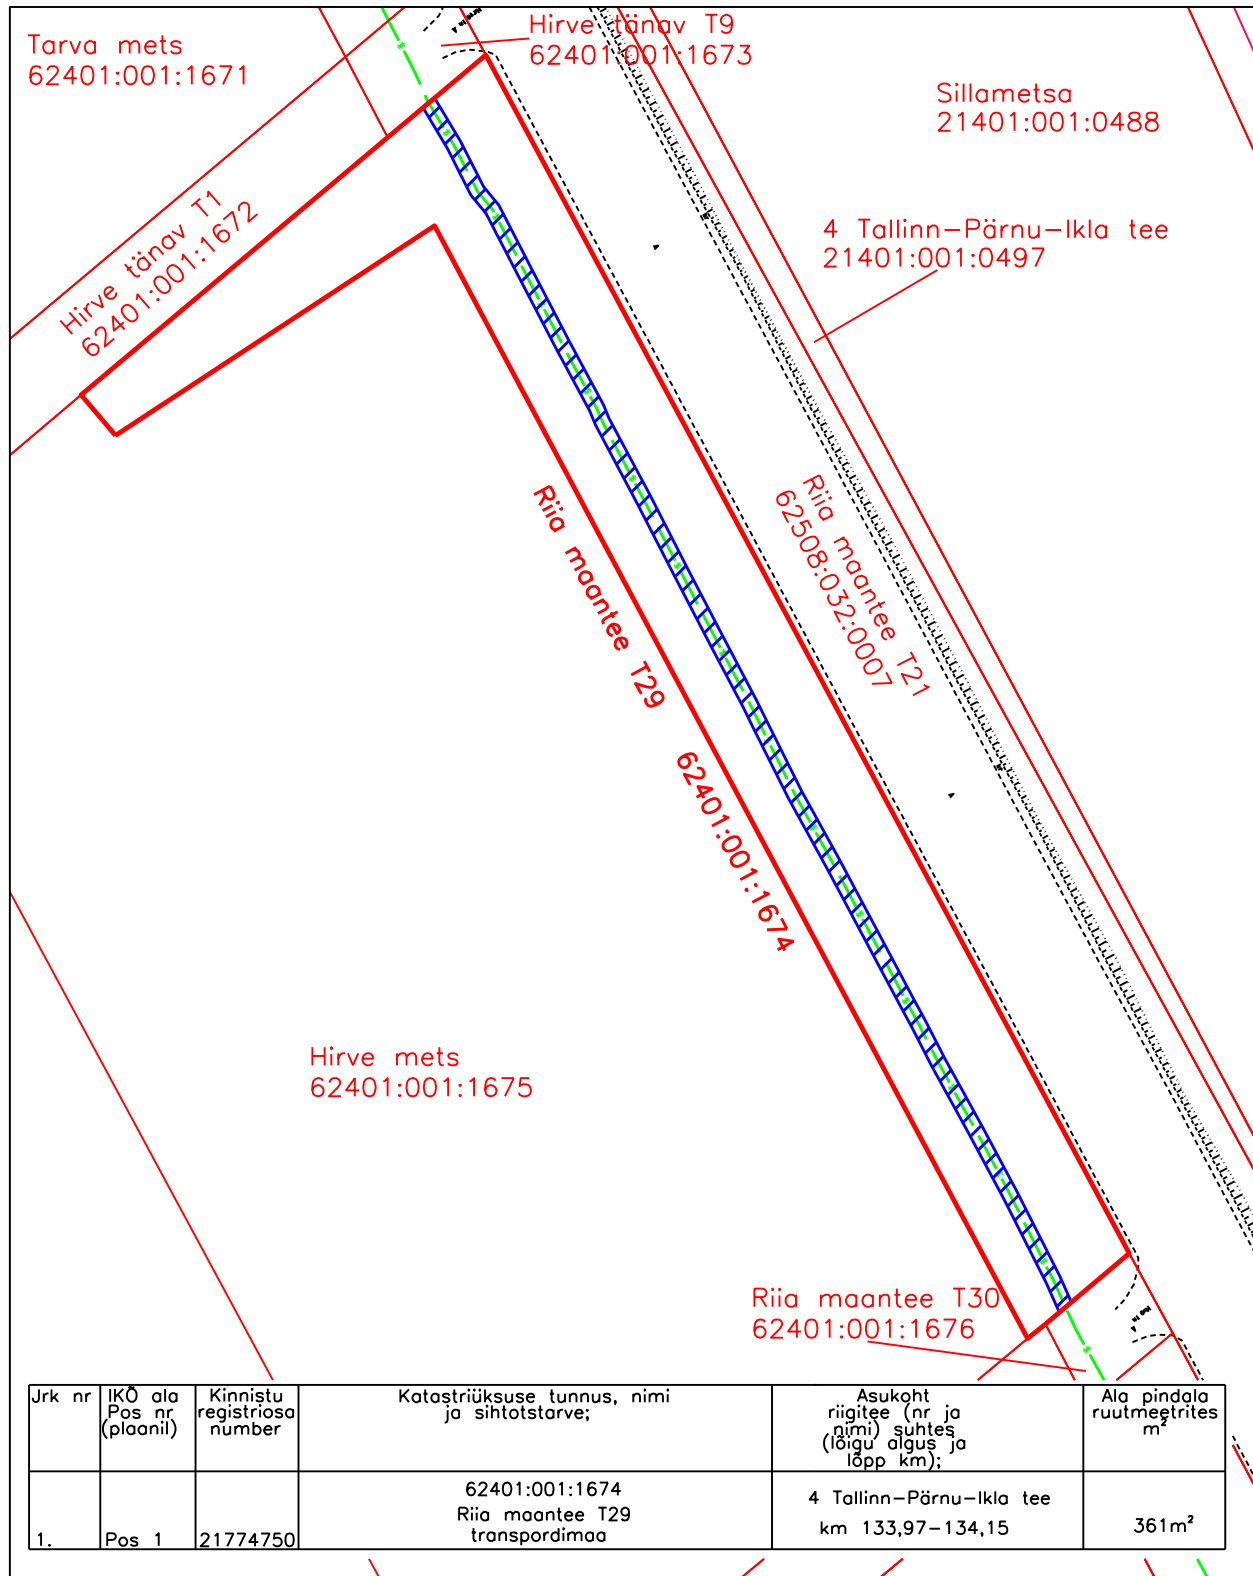 Tarva mets
62401:001:1671
Hirve tänav T9
62401:001:1673
Sillametsa
21401:001:0488
4 Tallinn-Pärnu-Ikla tee
21401:001:0497
Hirve tänav T1
62401:001:1672
Riia maantee T21
62508:032:0007
Riia maantee T29 62401:001:1674
Hirve mets
62401:001:1675
Riia maantee T30
62401:001:1676
Jrk nr
IKÕ ala
Pos nr
(plaanil)
Kinnistu
registriosa
number
Katastriüksuse tunnus, nimi
ja sihtotstarve;
Asukoht
riigitee (nr ja
nimi) suhtes
(lõigu algus ja
lõpp km);
Ala pindala
ruutmeetrites
m²
1.
Pos 1
21774750
62401:001:1674
Riia maantee T29
transpordimaa
4 Tallinn-Pärnu-Ikla tee
km 133,97-134,15
361m²